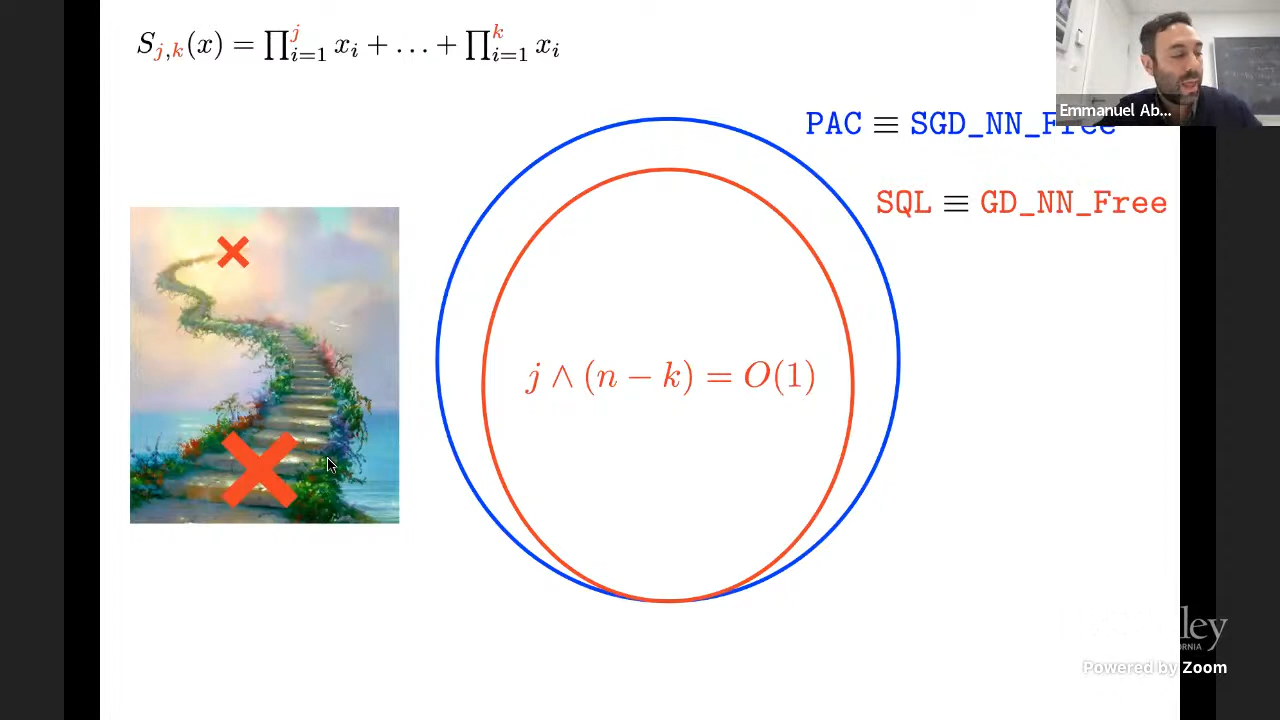 S_{j,k}(x) = ∏_{i=1}^{j} x_i + … + ∏_{i=1}^{k} x_i
Emmanuel Ab...
PAC ≡ SGD_NN_Free
SQL ≡ GD_NN_Free
j ∧ (n − k) = O(1)
Powered by Zoom